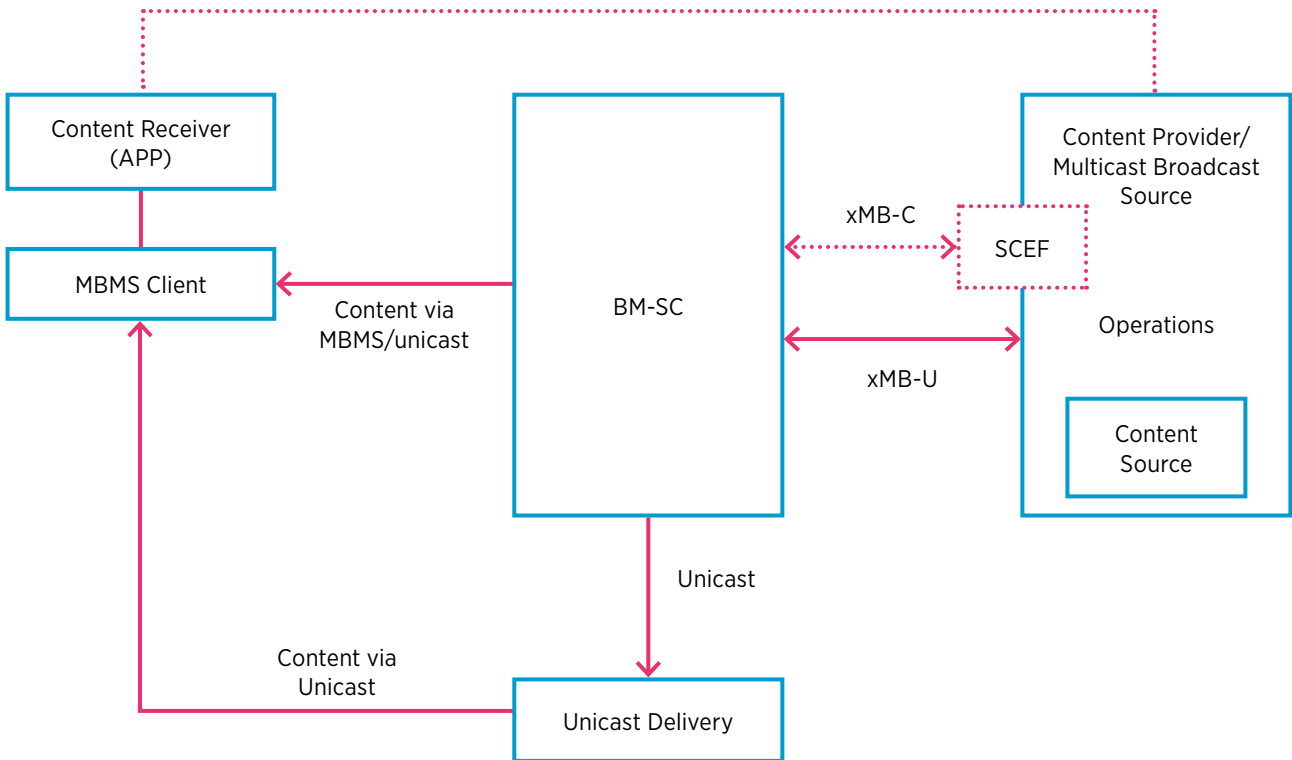 Content Receiver
(APP)
MBMS Client
Content via
MBMS/unicast
BM-SC
xMB-C
xMB-U
SCEF
Content Provider/
Multicast Broadcast
Source
Operations
Content
Source
Unicast
Content via
Unicast
Unicast Delivery